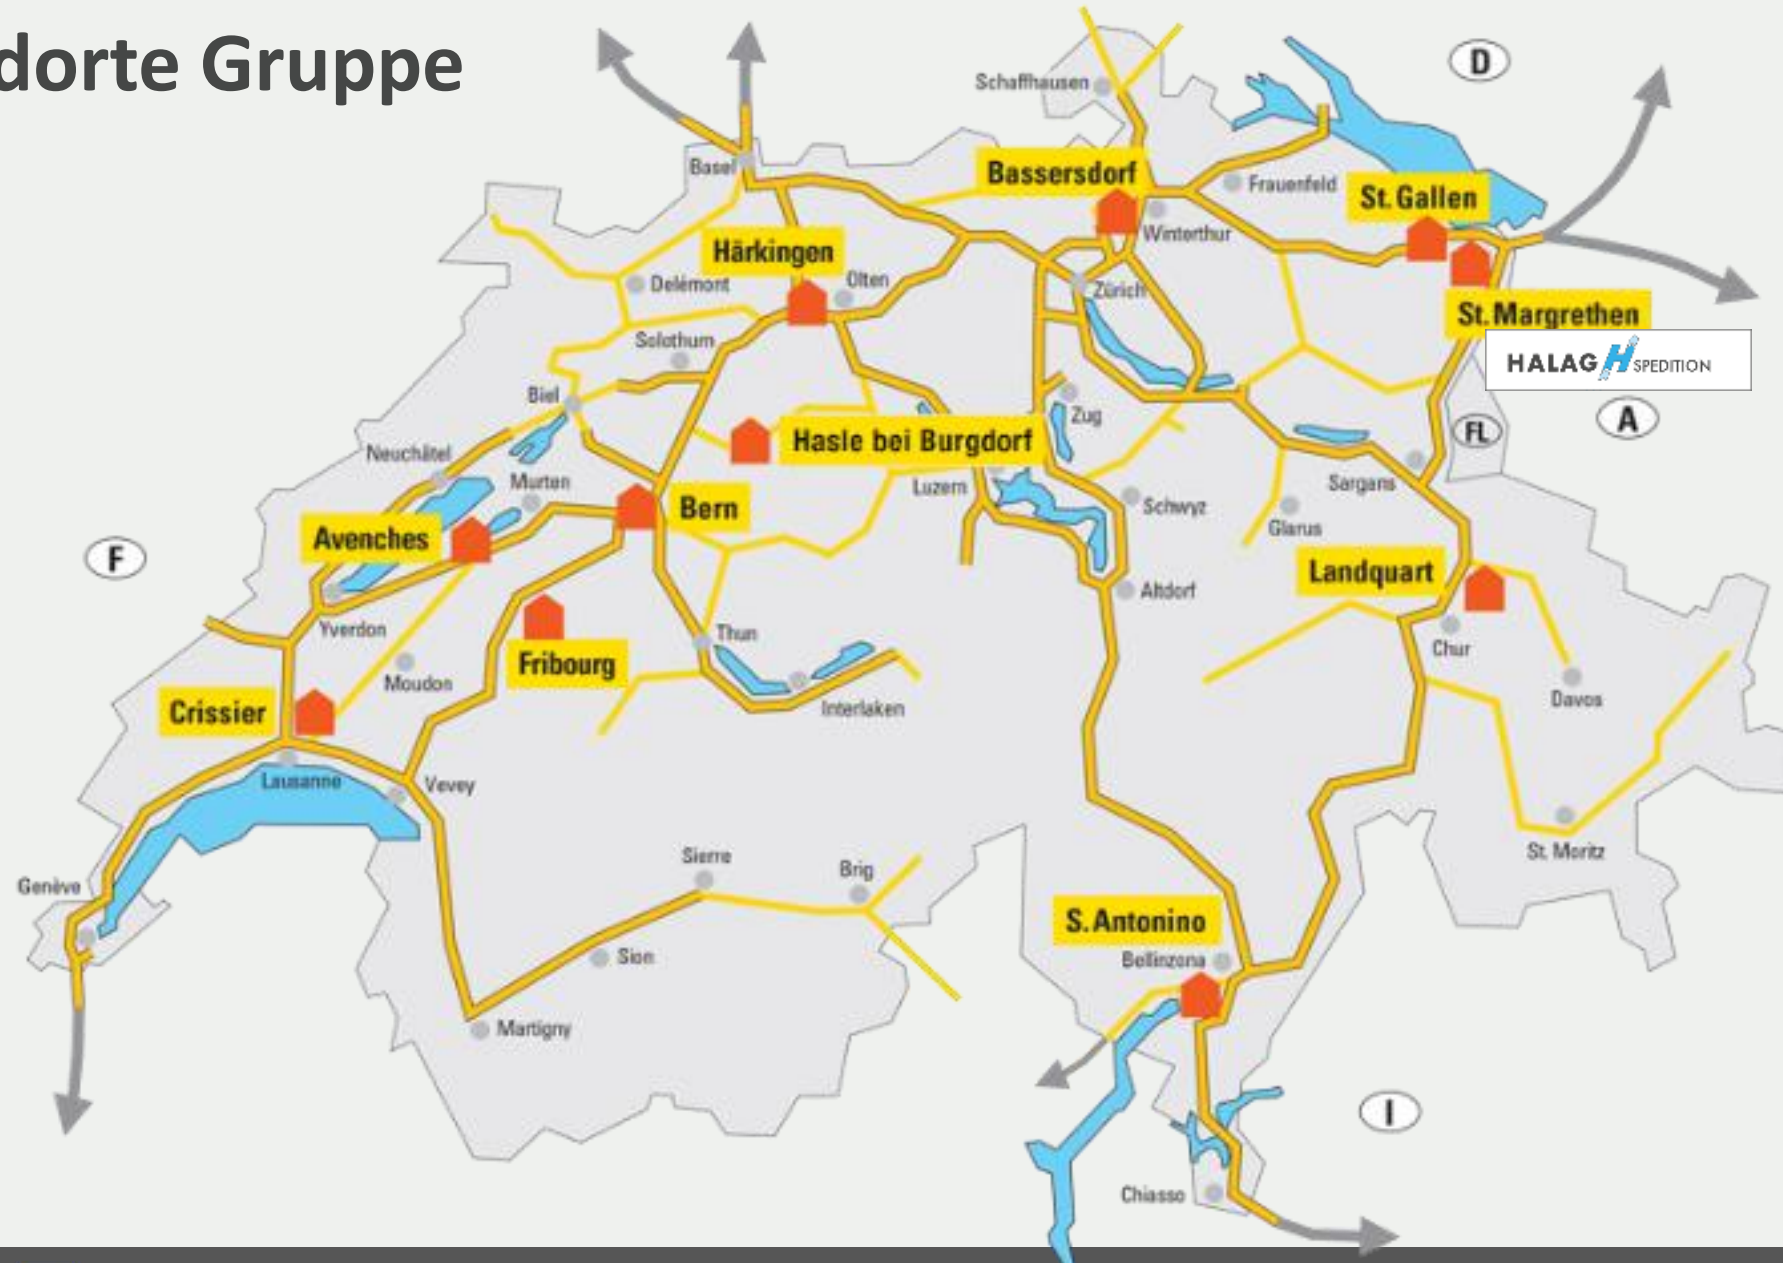 dorte Gruppe
D
Schaffhausen
Basel
Bassersdorf
Frauenfeld
St. Gallen
Winterthur
Härkingen
Olten
Delémont
Zürich
St. Margrethen
Solothurn
HALAG H SPEDITION
Biel
Zug
FL
A
Hasle bei Burgdorf
Neuchâtel
Murten
Luzern
Sargans
Schwyz
Glarus
Bern
Avenches
F
Landquart
Altdorf
Yverdon
Thun
Chur
Fribourg
Moudon
Davos
Crissier
Interlaken
Lausanne
Vevey
Sierre
Brig
St. Moritz
Genève
S. Antonino
Sion
Bellinzona
Martigny
I
Chiasso